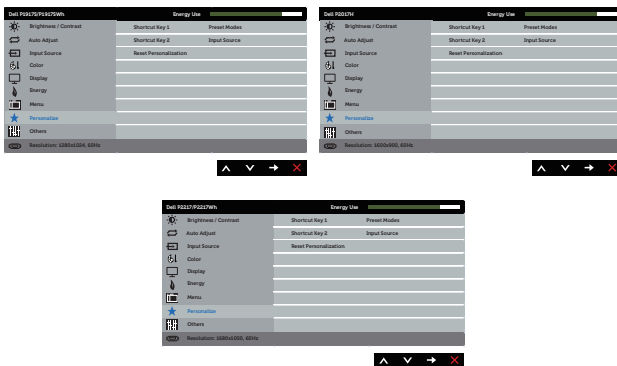 Dell P1917S/P1917SWh Energy Use
Brightness / Contrast Shortcut Key 1 Preset Modes
Auto Adjust Shortcut Key 2 Input Source
Input Source Reset Personalization
Color
Display
Energy
Menu
Personalize
Others
Resolution: 1280x1024, 60Hz
Dell P2017H Energy Use
Brightness / Contrast Shortcut Key 1 Preset Modes
Auto Adjust Shortcut Key 2 Input Source
Input Source Reset Personalization
Color
Display
Energy
Menu
Personalize
Others
Resolution: 1600x900, 60Hz
Dell P2217/P2217Wh Energy Use
Brightness / Contrast Shortcut Key 1 Preset Modes
Auto Adjust Shortcut Key 2 Input Source
Input Source Reset Personalization
Color
Display
Energy
Menu
Personalize
Others
Resolution: 1680x1050, 60Hz